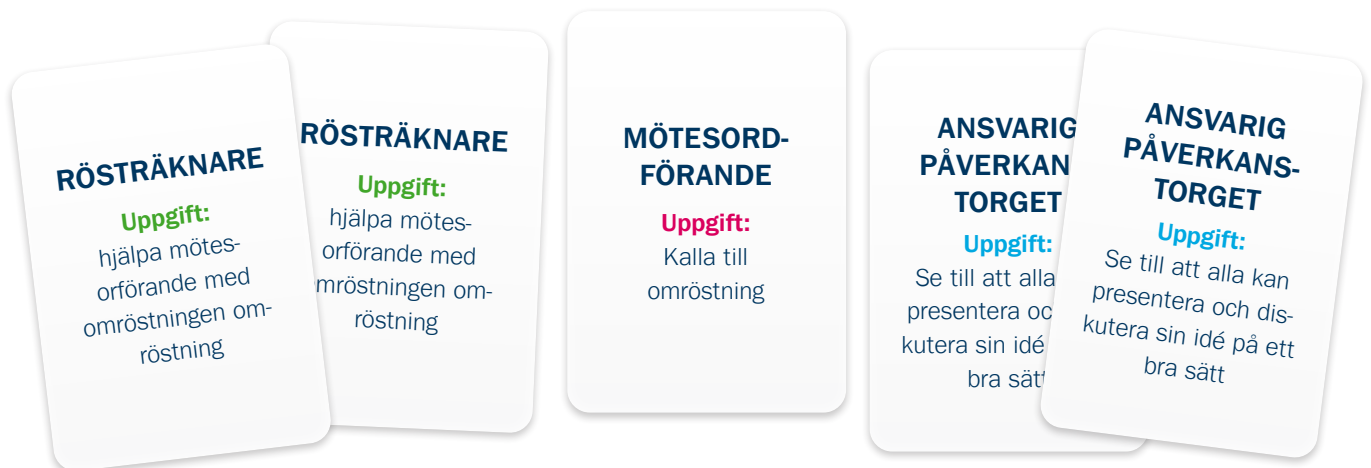 RÖSTRÄKNARE
Uppgift:
hjälpa mötes-
orförande med
omröstningen om-
röstning
RÖSTRÄKNARE
Uppgift:
hjälpa mötes-
orförande med
mröstningen om-
röstning
MÖTESORD-
FÖRANDE
Uppgift:
Kalla till
omröstning
ANSVARIG
PÅVERKAN
TORGET
Uppgift:
Se till att alla
presentera oc
kutera sin idé
bra sätt
ANSVARIG
PÅVERKANS-
TORGET
Uppgift:
Se till att alla kan
presentera och dis-
kutera sin idé på ett
bra sätt